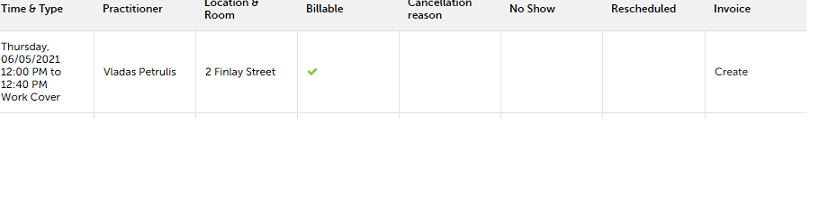 Time & Type
Practitioner
Location &
Room
Billable
Cancellation
reason
No Show
Rescheduled
Invoice
Thursday,
06/05/2021
12:00 PM to
12:40 PM
Work Cover
Vladas Petrulis
2 Finlay Street
Create